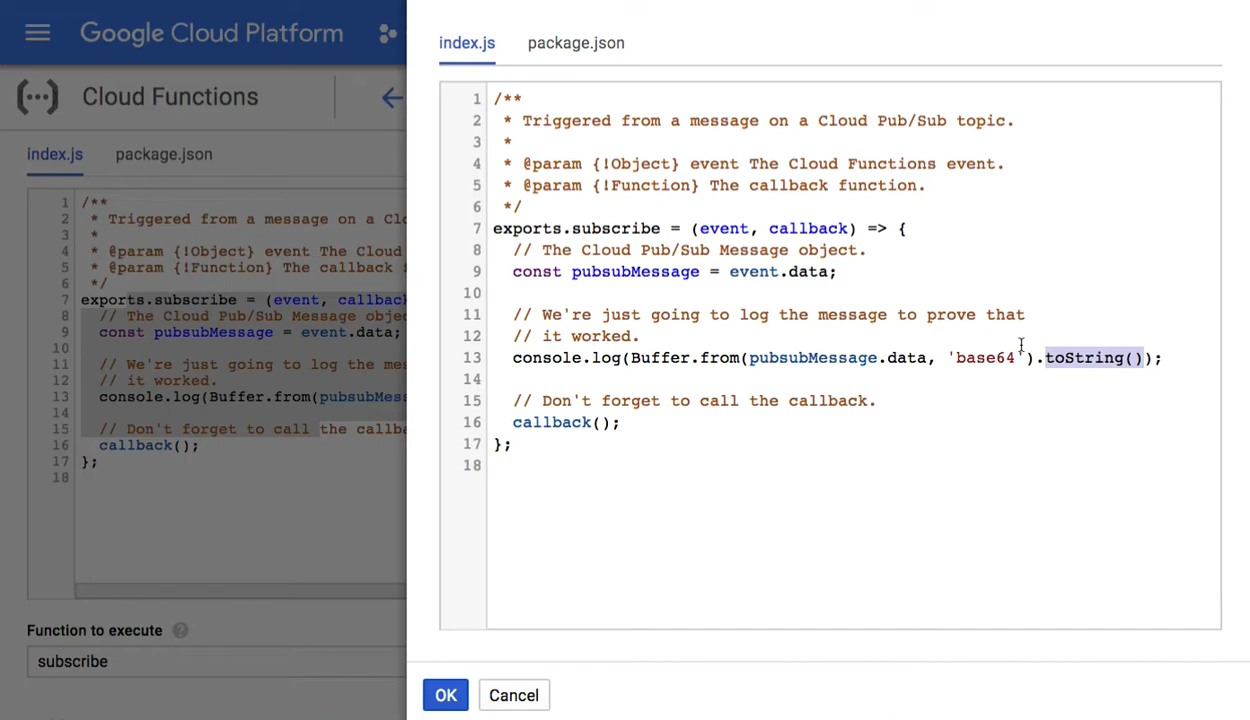 Google Cloud Platform
Cloud Functions
index.js package.json
1 /**
2 * Triggered from a message on a Clo
3 *
4 * @param {!Object} event The Cloud
5 * @param {!Function} The callback f
6 */
7 exports.subscribe = (event, callback
8 // The Cloud Pub/Sub Message objec
9 const pubsubMessage = event.data;
10
11 // We're just going to log the mes
12 // it worked.
13 console.log(Buffer.from(pubsubMess
14
15 // Don't forget to call the callba
16 callback();
17 };
18
Function to execute ?
subscribe
index.js package.json
1 /**
2 * Triggered from a message on a Cloud Pub/Sub topic.
3 *
4 * @param {!Object} event The Cloud Functions event.
5 * @param {!Function} The callback function.
6 */
7 exports.subscribe = (event, callback) => {
8 // The Cloud Pub/Sub Message object.
9 const pubsubMessage = event.data;
10
11 // We're just going to log the message to prove that
12 // it worked.
13 console.log(Buffer.from(pubsubMessage.data, 'base64').toString());
14
15 // Don't forget to call the callback.
16 callback();
17 };
18
OK Cancel